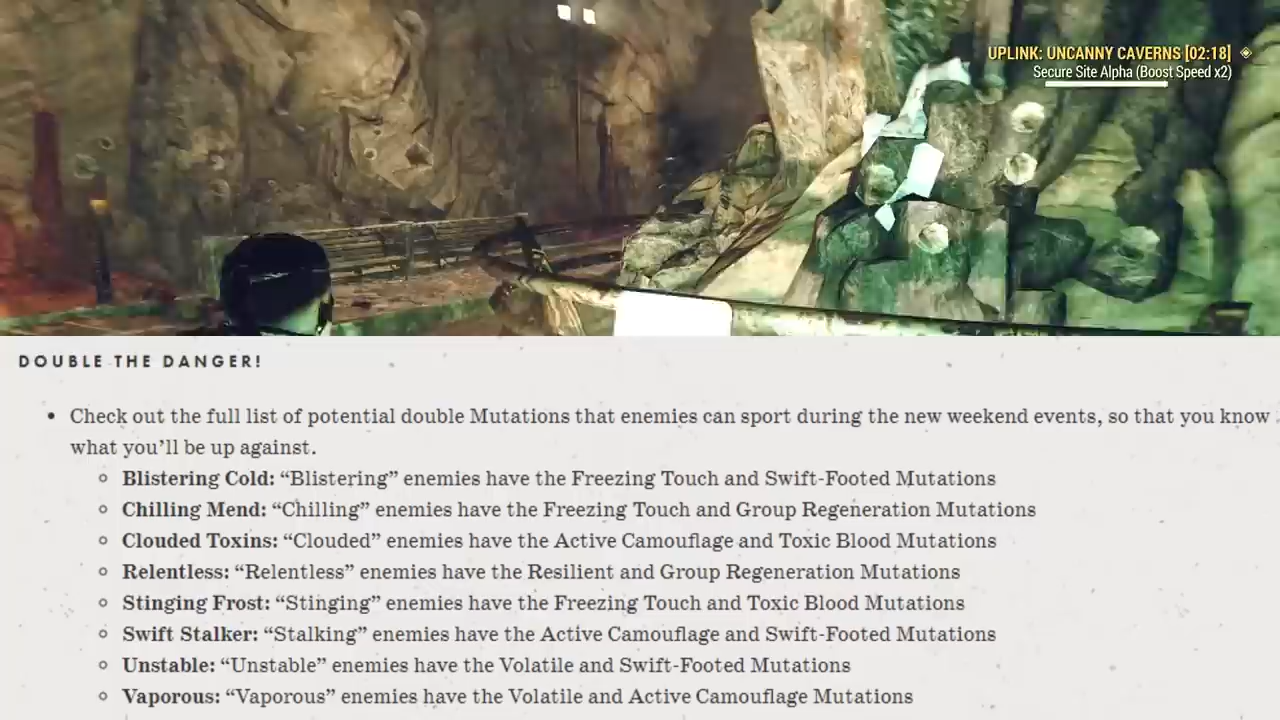 UPLINK: UNCANNY CAVERNS [02:18]
Secure Site Alpha (Boost Speed x2)
DOUBLE THE DANGER!
• Check out the full list of potential double Mutations that enemies can sport during the new weekend events, so that you know
what you’ll be up against.
Blistering Cold: “Blistering” enemies have the Freezing Touch and Swift-Footed Mutations
Chilling Mend: “Chilling” enemies have the Freezing Touch and Group Regeneration Mutations
Clouded Toxins: “Clouded” enemies have the Active Camouflage and Toxic Blood Mutations
Relentless: “Relentless” enemies have the Resilient and Group Regeneration Mutations
Stinging Frost: “Stinging” enemies have the Freezing Touch and Toxic Blood Mutations
Swift Stalker: “Stalking” enemies have the Active Camouflage and Swift-Footed Mutations
Unstable: “Unstable” enemies have the Volatile and Swift-Footed Mutations
Vaporous: “Vaporous” enemies have the Volatile and Active Camouflage Mutations